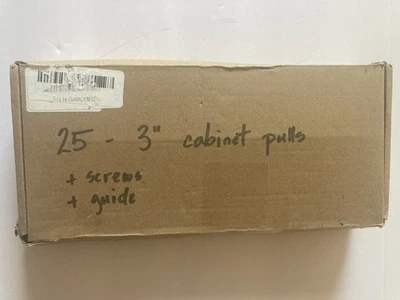 25 - 3" cabinet pulls
+ screws
+ guide